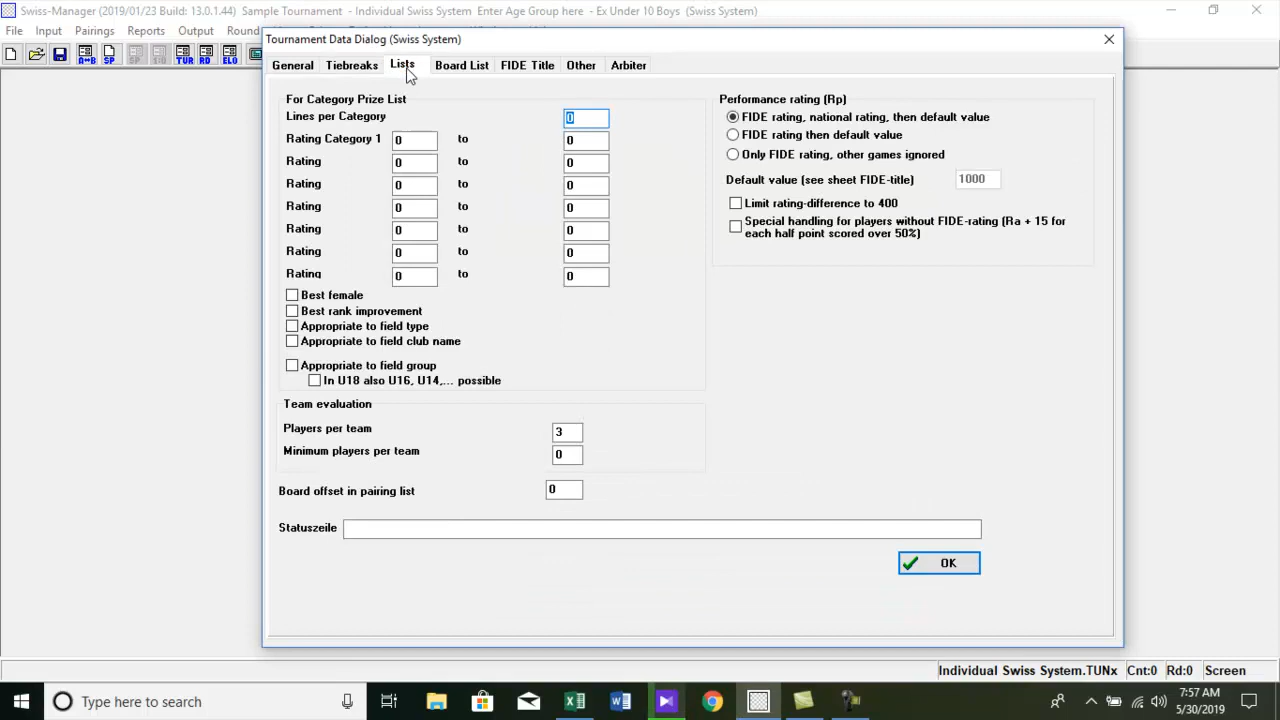 Swiss-Manager (2019/01/23 Build: 13.0.1.44) Sample Tournament - Individual Swiss System Enter Age Group here - Ex Under 10 Boys (Swiss System)
File Input Pairings Reports Output Round
Tournament Data Dialog (Swiss System)
General Tiebreaks Lists Board List FIDE Title Other Arbiter
For Category Prize List
Lines per Category 0
Rating Category 1 0 to 0
Rating 0 to 0
Rating 0 to 0
Rating 0 to 0
Rating 0 to 0
Rating 0 to 0
Rating 0 to 0
Best female
Best rank improvement
Appropriate to field type
Appropriate to field club name
Appropriate to field group
In U18 also U16, U14,... possible
Team evaluation
Players per team 3
Minimum players per team 0
Board offset in pairing list 0
Statuszeile
Performance rating (Rp)
FIDE rating, national rating, then default value
FIDE rating then default value
Only FIDE rating, other games ignored
Default value (see sheet FIDE-title) 1000
Limit rating-difference to 400
Special handling for players without FIDE-rating (Ra + 15 for
each half point scored over 50%)
OK
Individual Swiss System.TUNx Cnt:0 Rd:0 Screen
Type here to search
7:57 AM
5/30/2019